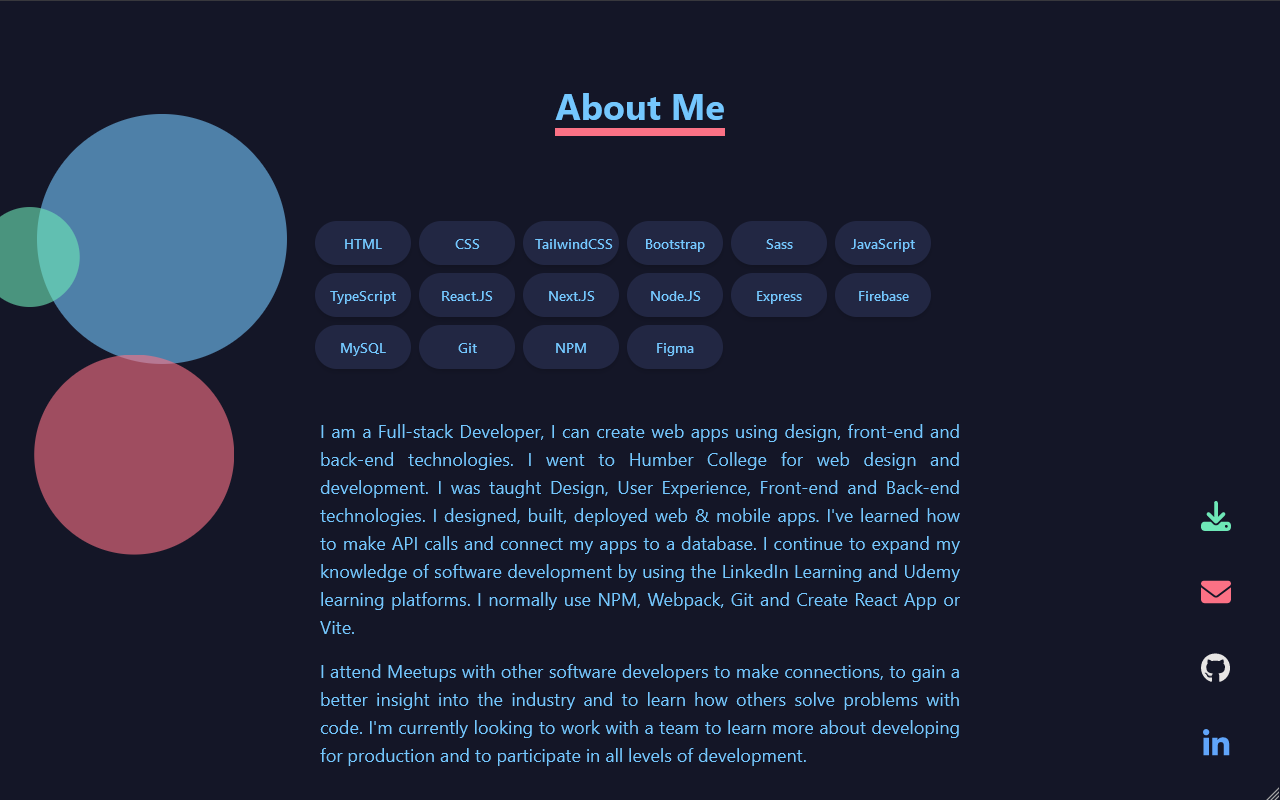 About Me
HTML CSS TailwindCSS Bootstrap Sass JavaScript
TypeScript React.JS Next.JS Node.JS Express Firebase
MySQL Git NPM Figma
I am a Full-stack Developer, I can create web apps using design, front-end and
back-end technologies. I went to Humber College for web design and
development. I was taught Design, User Experience, Front-end and Back-end
technologies. I designed, built, deployed web & mobile apps. I've learned how
to make API calls and connect my apps to a database. I continue to expand my
knowledge of software development by using the LinkedIn Learning and Udemy
learning platforms. I normally use NPM, Webpack, Git and Create React App or
Vite.
I attend Meetups with other software developers to make connections, to gain a
better insight into the industry and to learn how others solve problems with
code. I'm currently looking to work with a team to learn more about developing
for production and to participate in all levels of development.
in